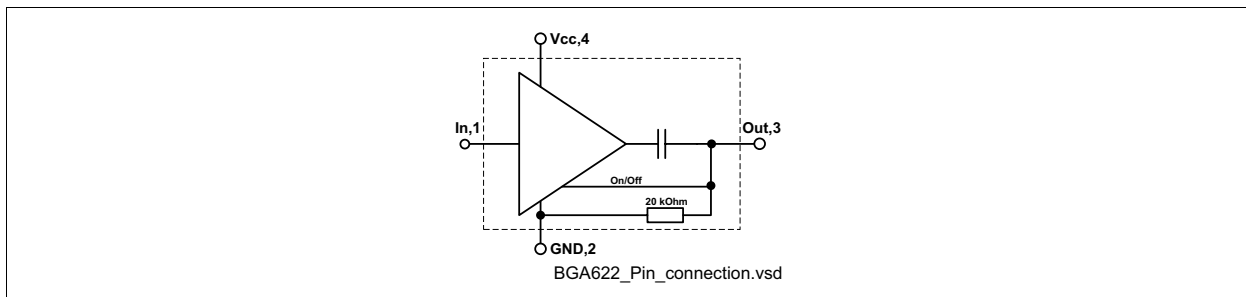 Vcc,4
In,1
Out,3
On/Off
20 kOhm
GND,2
BGA622_Pin_connection.vsd